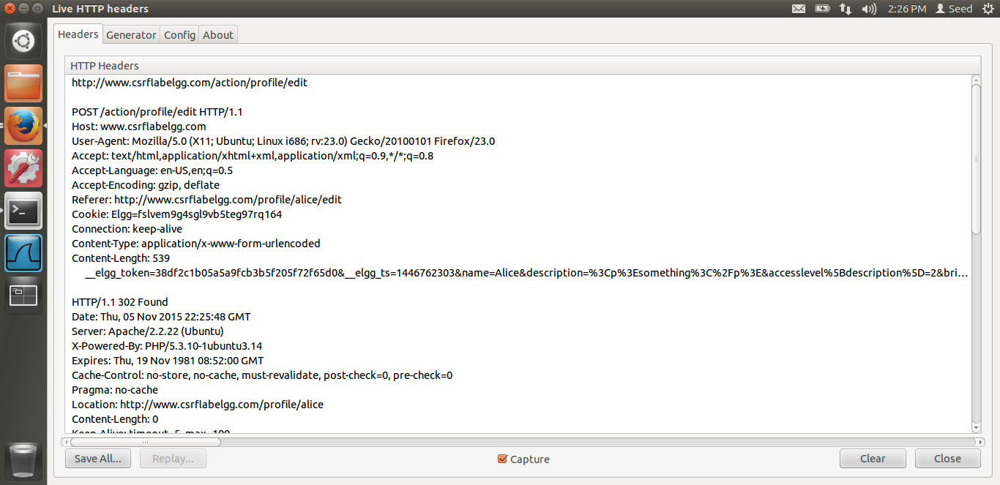 Live HTTP headers
2:26 PM
Seed
Headers
Generator
Config
About
HTTP Headers
http://www.csrflabelgg.com/action/profile/edit
POST /action/profile/edit HTTP/1.1
Host: www.csrflabelgg.com
User-Agent: Mozilla/5.0 (X11; Ubuntu; Linux i686; rv:23.0) Gecko/20100101 Firefox/23.0
Accept: text/html,application/xhtml+xml,application/xml;q=0.9,*/*;q=0.8
Accept-Language: en-US,en;q=0.5
Accept-Encoding: gzip, deflate
Referer: http://www.csrflabelgg.com/profile/alice/edit
Cookie: Elgg=fslvem9g4sgl9vb5teg97rq164
Connection: keep-alive
Content-Type: application/x-www-form-urlencoded
Content-Length: 539
__elgg_token=38df2c1b05a5a9fcb3b5f205f72f65d0&__elgg_ts=1446762303&name=Alice&description=%3Cp%3Esomething%3C%2Fp%3E&accesslevel%5Bdescription%5D=2&bri...
HTTP/1.1 302 Found
Date: Thu, 05 Nov 2015 22:25:48 GMT
Server: Apache/2.2.22 (Ubuntu)
X-Powered-By: PHP/5.3.10-1ubuntu3.14
Expires: Thu, 19 Nov 1981 08:52:00 GMT
Cache-Control: no-store, no-cache, must-revalidate, post-check=0, pre-check=0
Pragma: no-cache
Location: http://www.csrflabelgg.com/profile/alice
Content-Length: 0
Keep-Alive: timeout=5, max=100
Save All...
Replay...
Capture
Clear
Close